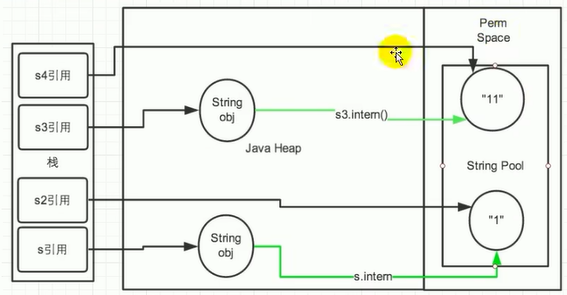 Perm
Space
s4引用
"11"
String
obj
s3.intern()
s3引用
Java Heap
栈
String Pool
s2引用
"1"
String
obj
s引用
s.intern